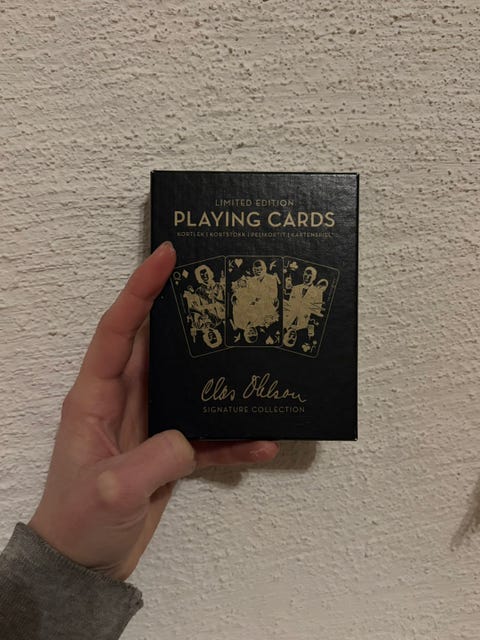 LIMITED EDITION
PLAYING CARDS
KORTLEK | KORTSTOKK | PELIKORTIT | KARTENSPIEL
Q K J
Clas Ohlson
SIGNATURE COLLECTION